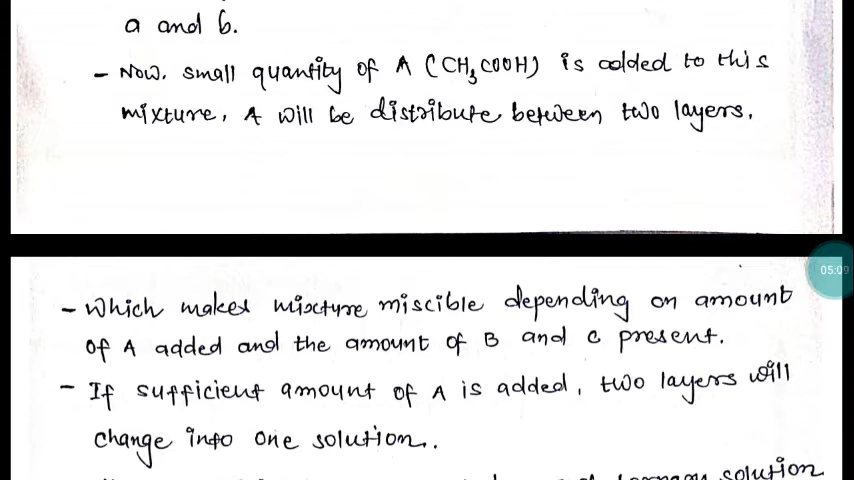 a and b.
- Now. small quantity of A (CH₃COOH) is added to this
mixture, A will be distribute between two layers.
05:09
- Which makes mixture miscible depending on amount
of A added and the amount of B and C present.
- If sufficient amount of A is added, two layers will
change into one solution..
ternary solution